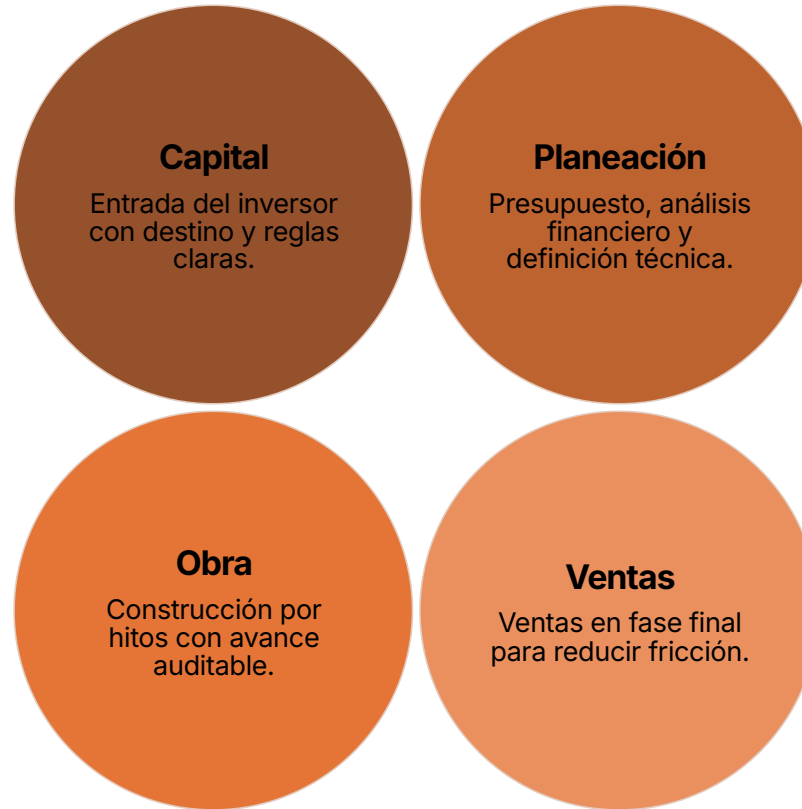 Capital
Entrada del inversor
con destino y reglas
claras.
Planeación
Presupuesto, análisis
financiero y
definición técnica.
Obra
Construcción por
hitos con avance
auditable.
Ventas
Ventas en fase final
para reducir fricción.